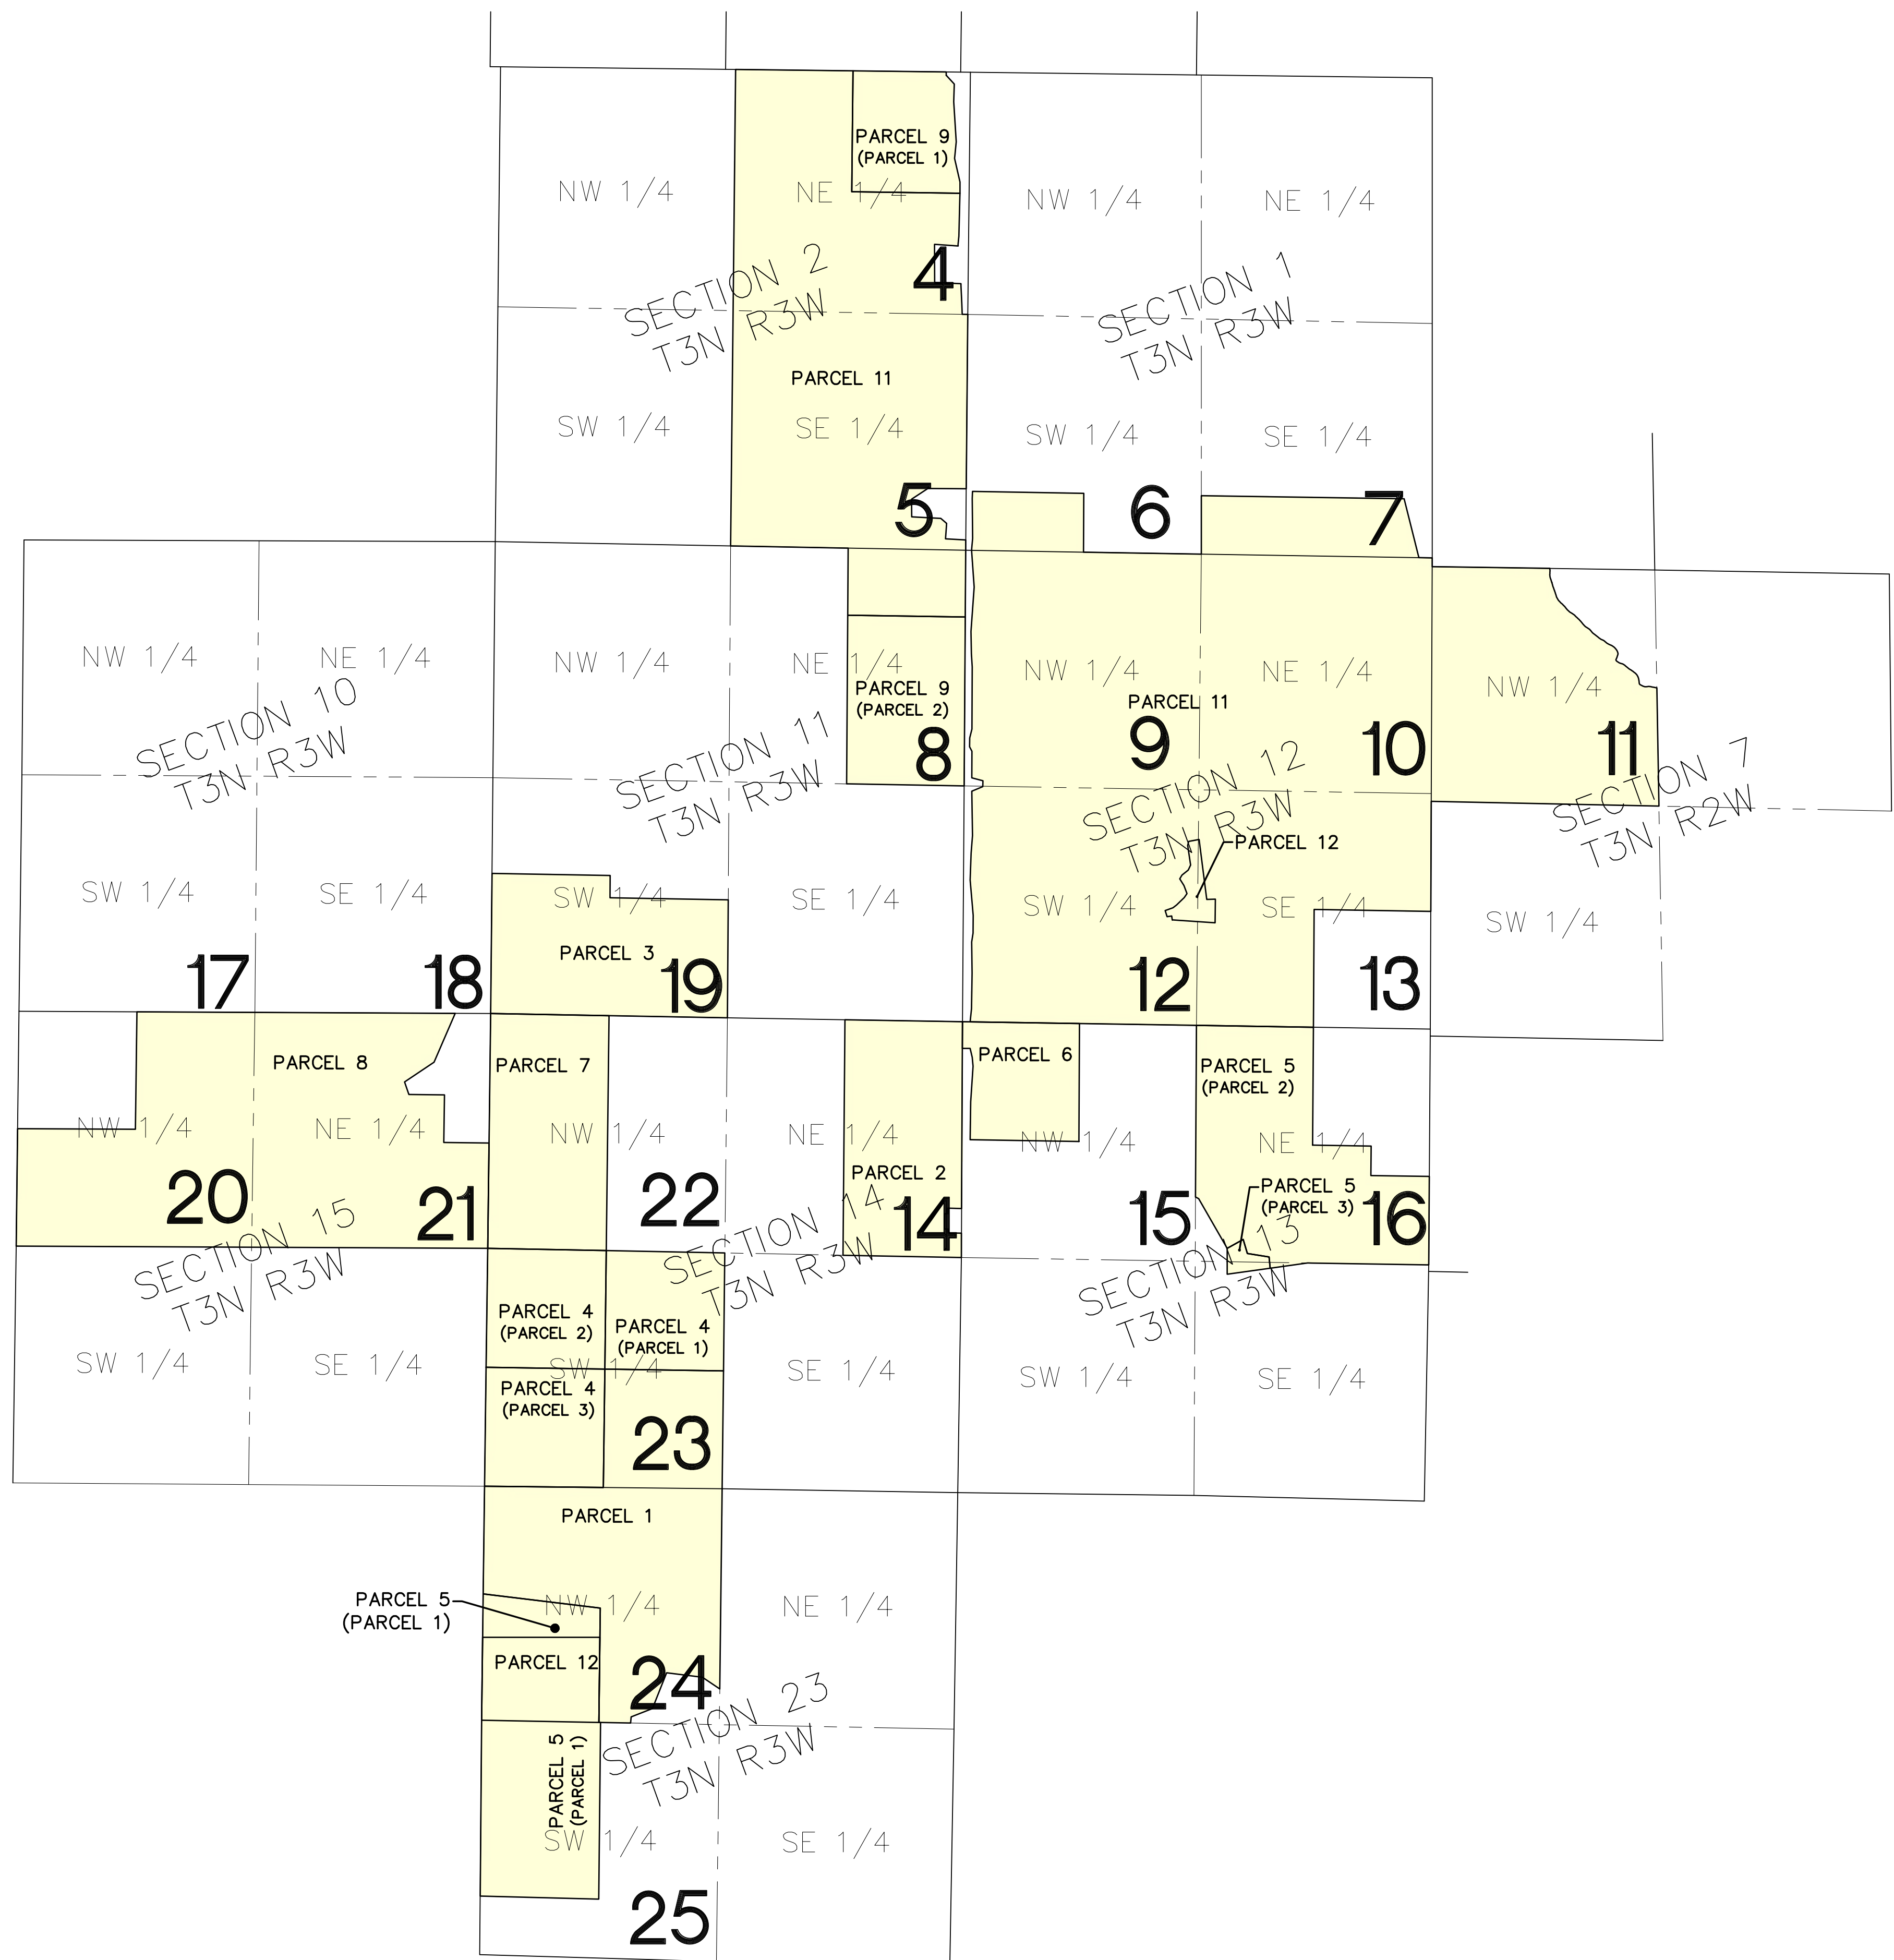 PARCEL 9
(PARCEL 1)
NW 1/4
NE 1/4
NW 1/4
NE 1/4
4
SECTION 2
T3N R3W
SECTION 1
T3N R3W
PARCEL 11
SW 1/4
SE 1/4
SW 1/4
SE 1/4
5
6
7
NW 1/4
NE 1/4
NW 1/4
NE 1/4
NW 1/4
NE 1/4
NW 1/4
PARCEL 9
(PARCEL 2)
PARCEL 11
8
9
10
11
SECTION 10
T3N R3W
SECTION 11
T3N R3W
SECTION 12
T3N R3W
SECTION 7
T3N R2W
PARCEL 12
SW 1/4
SE 1/4
SW 1/4
SE 1/4
SW 1/4
SE 1/4
SW 1/4
PARCEL 3
17
18
19
12
13
PARCEL 8
PARCEL 7
PARCEL 6
PARCEL 5
(PARCEL 2)
NW 1/4
NE 1/4
NW 1/4
NE 1/4
NW 1/4
NE 1/4
PARCEL 2
PARCEL 5
(PARCEL 3)
20
21
22
14
15
16
SECTION 15
T3N R3W
SECTION 14
T3N R3W
SECTION 13
T3N R3W
PARCEL 4
(PARCEL 2)
PARCEL 4
(PARCEL 1)
SW 1/4
SE 1/4
SW 1/4
SE 1/4
SW 1/4
SE 1/4
PARCEL 4
(PARCEL 3)
23
PARCEL 1
PARCEL 5
(PARCEL 1)
NW 1/4
NE 1/4
PARCEL 12
24
SECTION 23
T3N R3W
PARCEL 5
(PARCEL 1)
SW 1/4
SE 1/4
25